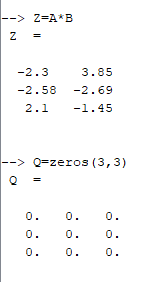 --> Z=A*B
Z  =
-2.3    3.85
-2.58  -2.69
2.1    -1.45
--> Q=zeros(3,3)
Q  =
0.   0.   0.
0.   0.   0.
0.   0.   0.